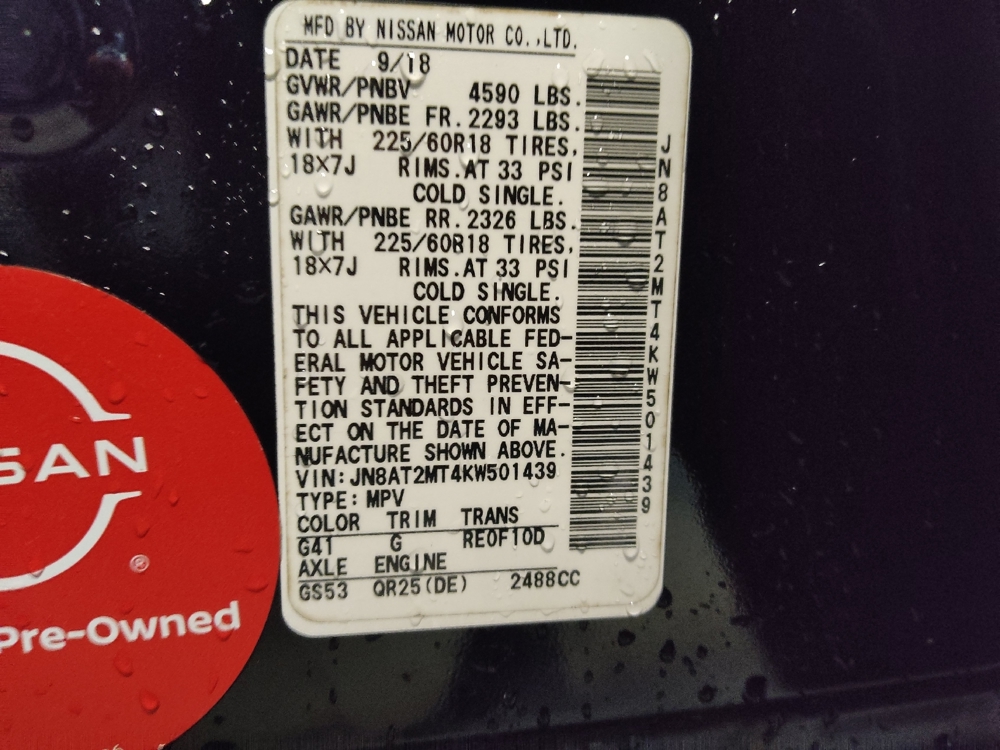 MFD BY NISSAN MOTOR CO.,LTD.
DATE 9/18
GVWR/PNBV 4590 LBS.
GAWR/PNBE FR.2293 LBS.
WITH 225/60R18 TIRES,
18X7J RIMS.AT 33 PSI
COLD SINGLE.
GAWR/PNBE RR.2326 LBS.
WITH 225/60R18 TIRES,
18X7J RIMS.AT 33 PSI
COLD SINGLE.
THIS VEHICLE CONFORMS
TO ALL APPLICABLE FED-
ERAL MOTOR VEHICLE SA-
FETY AND THEFT PREVEN-
TION STANDARDS IN EFF-
ECT ON THE DATE OF MA-
NUFACTURE SHOWN ABOVE.
VIN:JN8AT2MT4KW501439
TYPE:MPV
COLOR TRIM TRANS
G41 G RE0F10D
AXLE ENGINE
GS53 QR25(DE) 2488CC
JN8AT2MT4KW501439
SSAN
®
Pre-Owned